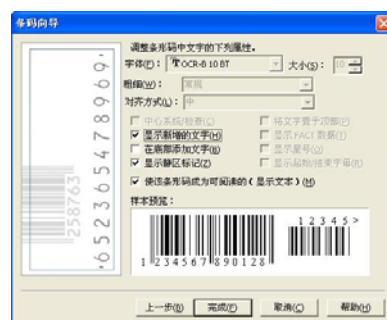 条码向导
调整条形码中文字的下列属性。
字体(F): OCR-B 10 BT 大小(S): 10
粗细(W): 常规
对齐方式(L): 中
中心系统/检查(C) 将文字置于顶部(P)
显示新增的文字(H) 显示 FACT 数据(T)
在底部添加文字(B) 显示星号(O)
显示静区标记(Z) 显示起始/结束字母(R)
使该条形码成为可阅读的(显示文本)(M)
样本预览:
12345>
1 234567 890128
上一步(B) 完成(F) 取消(C) 帮助(H)
258763